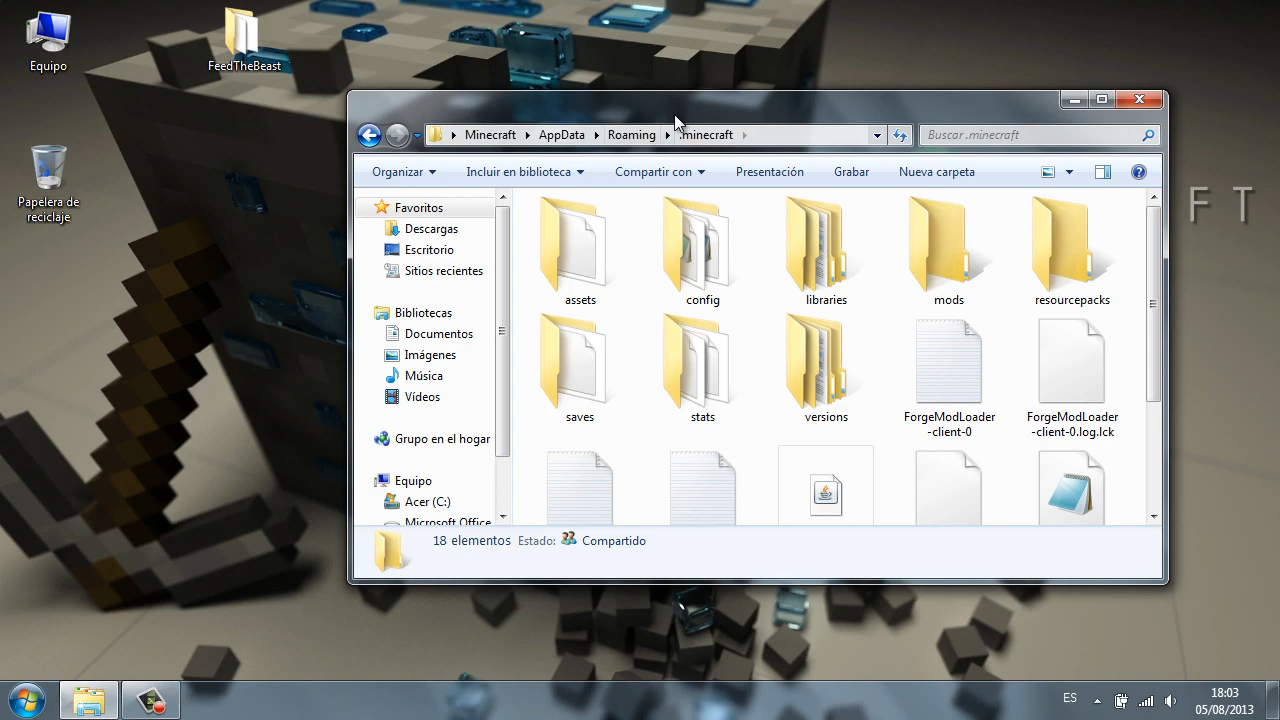 Equipo
FeedTheBeast
Papelera de
reciclaje
F T
Minecraft
AppData
Roaming
.minecraft
Buscar .minecraft
Organizar
Incluir en biblioteca
Compartir con
Presentación
Grabar
Nueva carpeta
Favoritos
Descargas
Escritorio
Sitios recientes
Bibliotecas
Documentos
Imágenes
Música
Vídeos
Grupo en el hogar
Equipo
Acer (C:)
Microsoft Office
assets
config
libraries
mods
resourcepacks
saves
stats
versions
ForgeModLoader
-client-0
ForgeModLoader
-client-0.log.lck
18 elementos
Estado:
Compartido
ES
18:03
05/08/2013